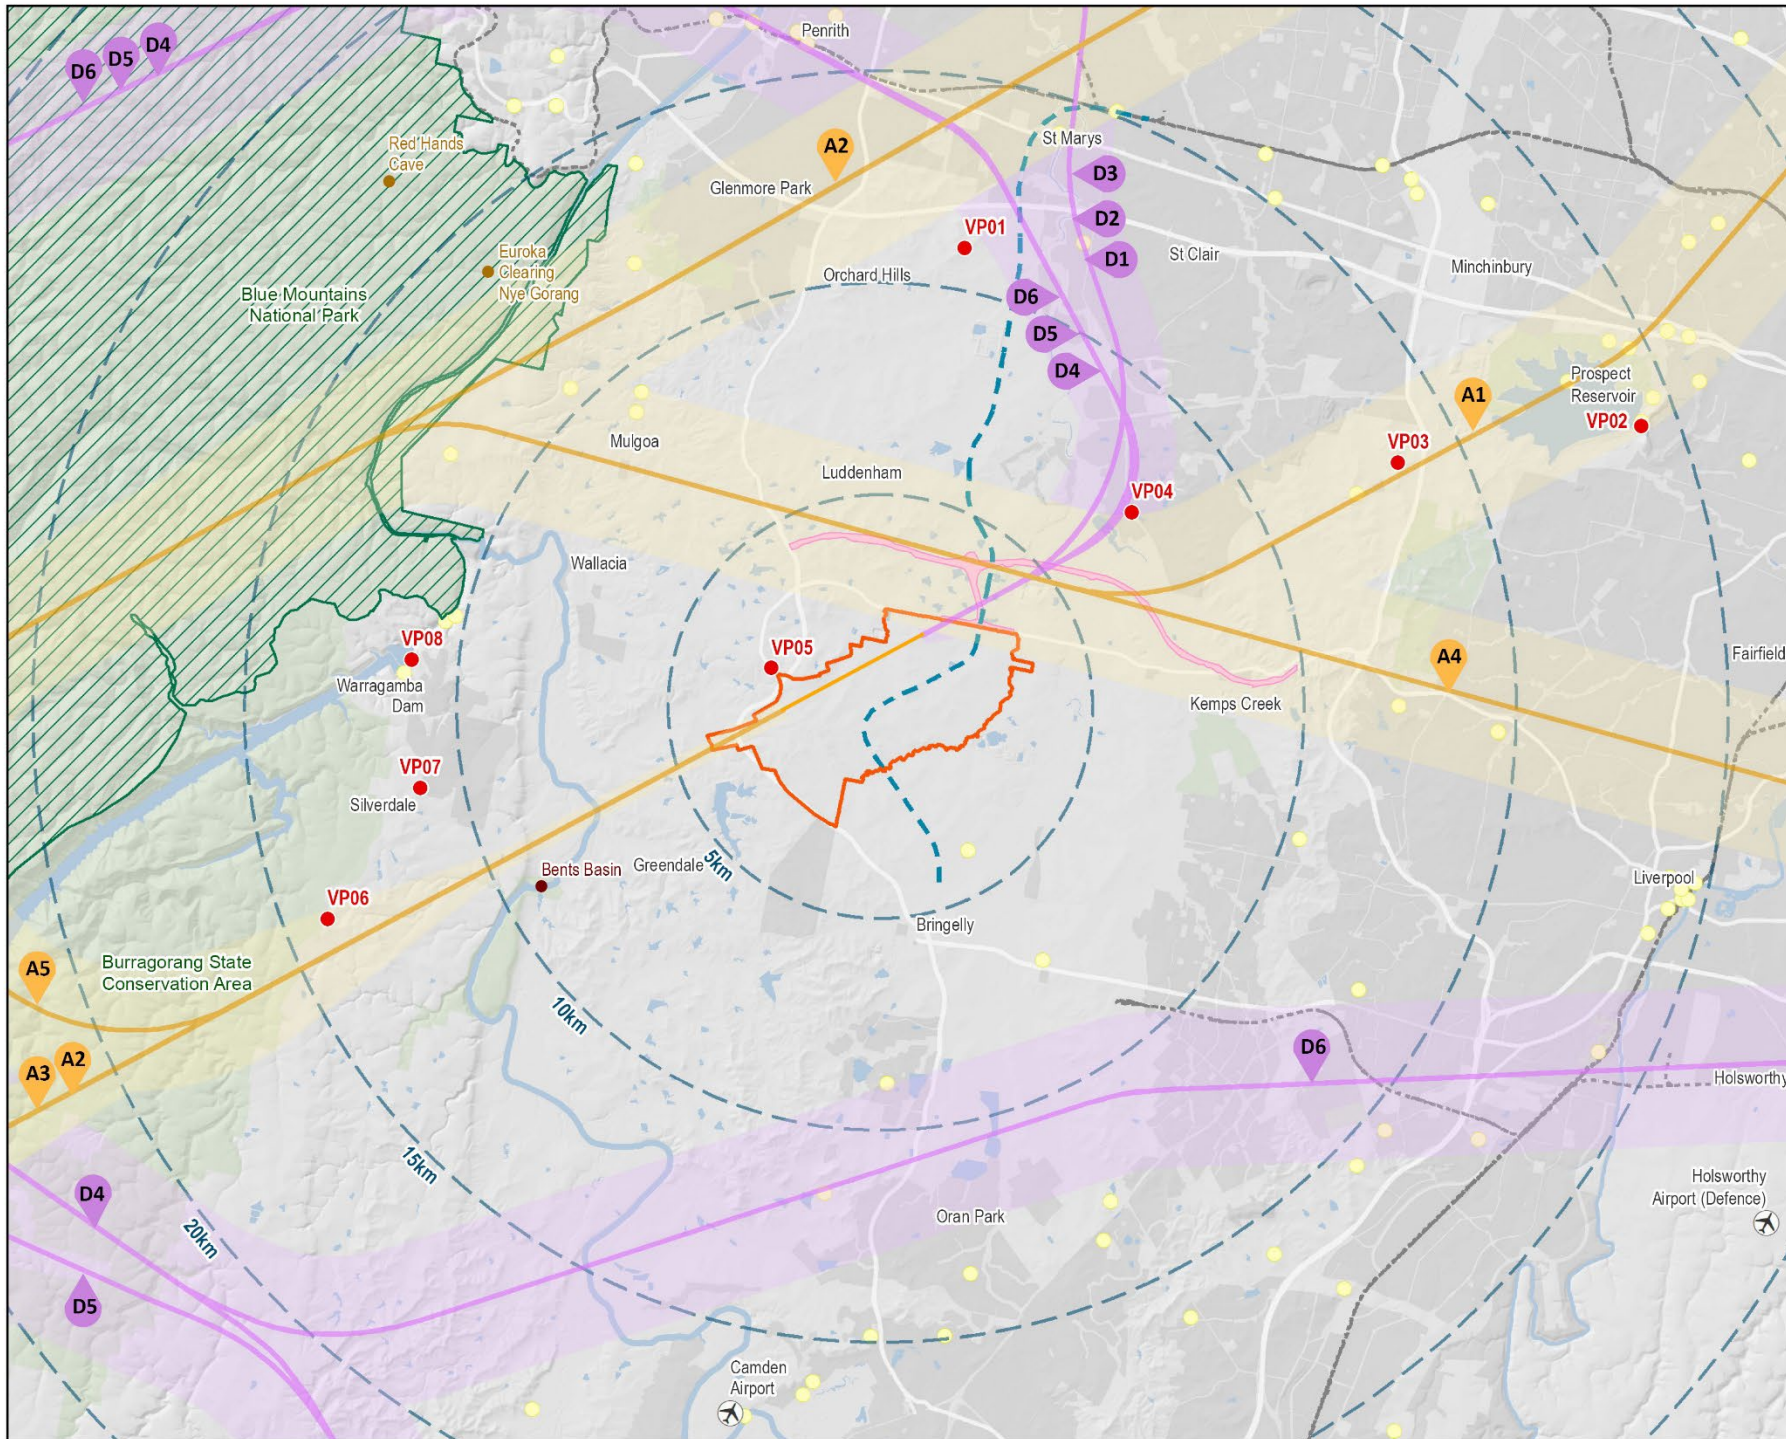 Penrith
D4
D5
D6
Red Hands
Cave
A2
St Marys
D3
Glenmore Park
D2
VP01
D1
St Clair
Euroka
Clearing
Nye Gorang
Orchard Hills
Minchinbury
Blue Mountains
National Park
D6
D5
D4
Prospect
Reservoir
A1
VP02
Mulgoa
VP03
Luddenham
VP04
Wallacia
VP08
VP05
Fairfield
A4
Warragamba
Dam
Kemps Creek
VP07
Silverdale
Bents Basin
Greendale
5km
Liverpool
VP06
Bringelly
Burragorang State
Conservation Area
A5
10km
A3
A2
D6
Holsworthy
15km
D4
Holsworthy
Airport (Defence)
Oran Park
20km
D5
Camden
Airport